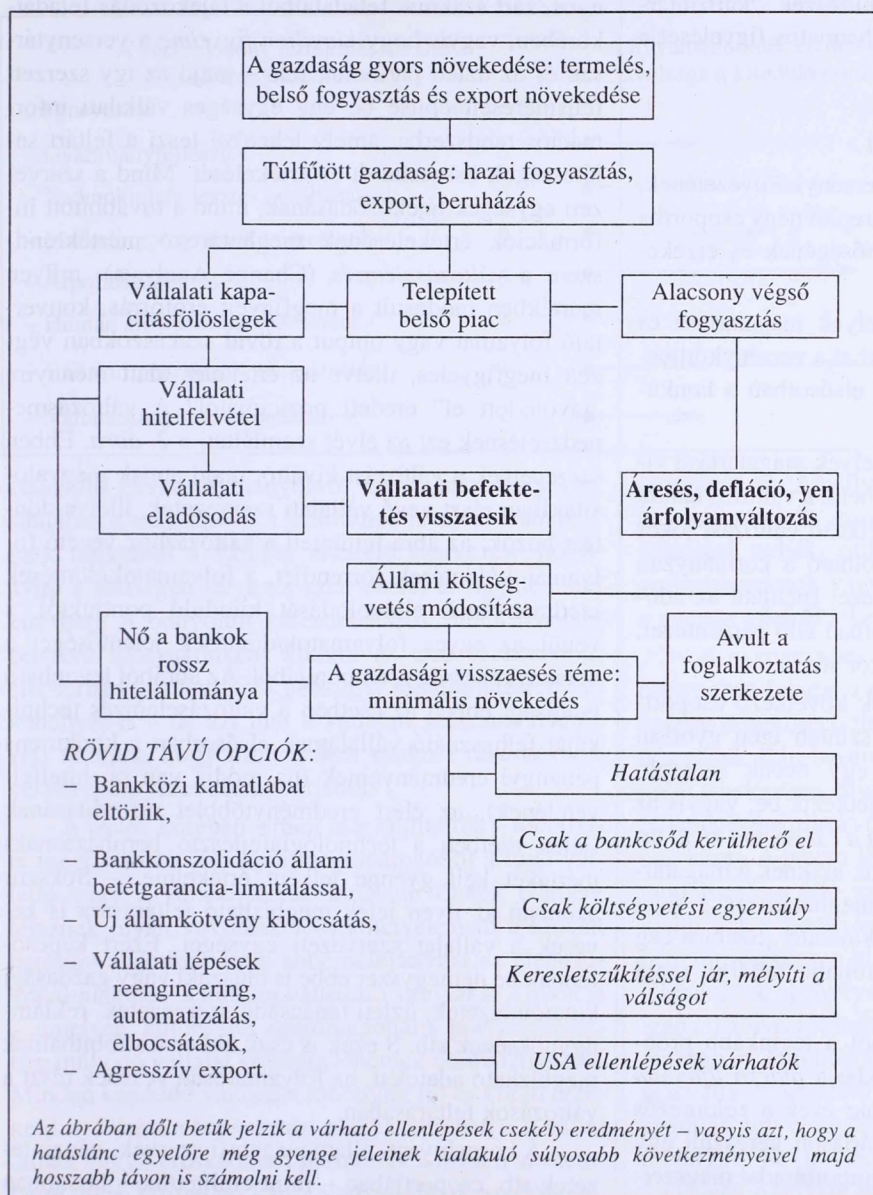 A gazdaság gyors növekedése: termelés,
belső fogyasztás és export növekedése
Túlfűtött gazdaság: hazai fogyasztás,
export, beruházás
Vállalati kapa-
citásfölöslegek
Telepített
belső piac
Alacsony végső
fogyasztás
Vállalati
hitelfelvétel
Vállalati
eladósodás
Vállalati befekte-
tés visszaesik
Áresés, defláció, yen
árfolyamváltozás
Állami költség-
vetés módosítása
Nő a bankok
rossz
hitelállománya
A gazdasági visszaesés réme:
minimális növekedés
Avult a
foglalkoztatás
szerkezete
RÖVID TÁVÚ OPCIÓK:
– Bankközi kamatlábat
eltörlik,
– Bankkonszolidáció állami
betétgarancia-limitálással,
– Új államkötvény kibocsátás,
– Vállalati lépések
reengineering,
automatizálás,
elbocsátások,
– Agresszív export.
Hatástalan
Csak a bankcsőd kerülhető el
Csak költségvetési egyensúly
Keresletszűkítéssel jár, mélyíti a
válságot
USA ellenlépések várhatók
Az ábrában dőlt betűk jelzik a várható ellenlépések csekély eredményét – vagyis azt, hogy a
hatáslánc egyelőre még gyenge jeleinek kialakuló súlyosabb következményeivel majd
hosszabb távon is számolni kell.